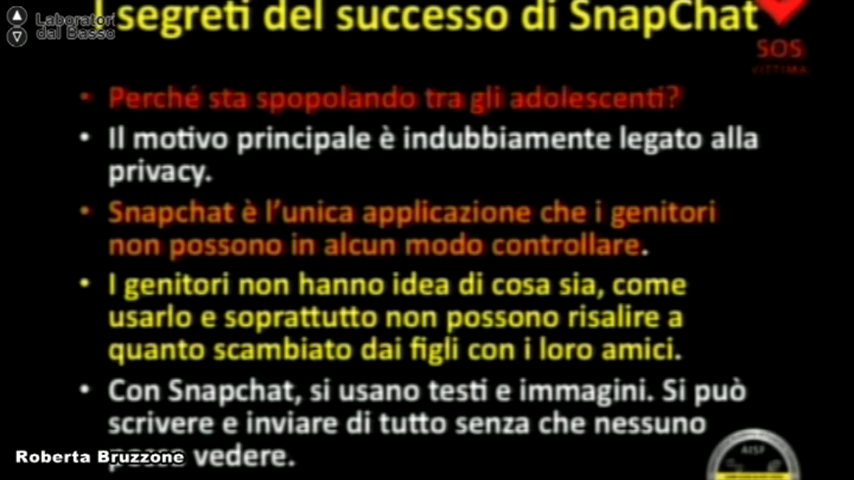 Laboratori
dal Basso
I segreti del successo di SnapChat
SOS
VITTIMA
• Perché sta spopolando tra gli adolescenti?
• Il motivo principale è indubbiamente legato alla
privacy.
• Snapchat è l'unica applicazione che i genitori
non possono in alcun modo controllare.
• I genitori non hanno idea di cosa sia, come
usarlo e soprattutto non possono risalire a
quanto scambiato dai figli con i loro amici.
• Con Snapchat, si usano testi e immagini. Si può
scrivere e inviare di tutto senza che nessuno
possa vedere.
Roberta Bruzzone
AISF